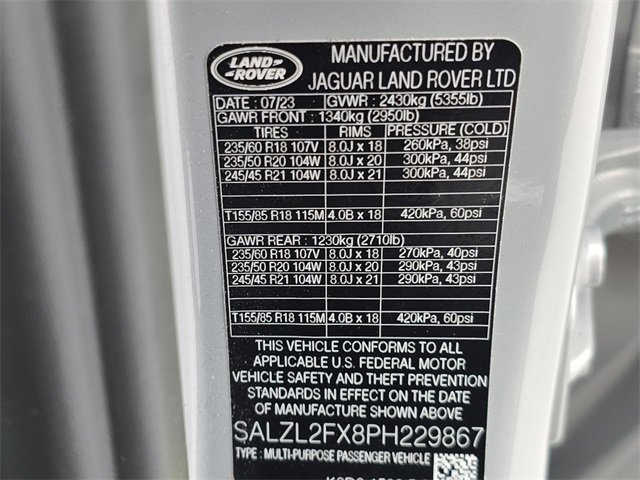 LAND
ROVER
MANUFACTURED BY
JAGUAR LAND ROVER LTD
DATE : 07/23 GVWR : 2430kg (5355lb)
GAWR FRONT : 1340kg (2950lb)
TIRES RIMS PRESSURE (COLD)
235/60 R18 107V 8.0J x 18 260kPa, 38psi
235/50 R20 104W 8.0J x 20 300kPa, 44psi
245/45 R21 104W 8.0J x 21 300kPa, 44psi
T155/85 R18 115M 4.0B x 18 420kPa, 60psi
GAWR REAR : 1230kg (2710lb)
235/60 R18 107V 8.0J x 18 270kPa, 40psi
235/50 R20 104W 8.0J x 20 290kPa, 43psi
245/45 R21 104W 8.0J x 21 290kPa, 43psi
T155/85 R18 115M 4.0B x 18 420kPa, 60psi
THIS VEHICLE CONFORMS TO ALL
APPLICABLE U.S. FEDERAL MOTOR
VEHICLE SAFETY AND THEFT PREVENTION
STANDARDS IN EFFECT ON THE DATE
OF MANUFACTURE SHOWN ABOVE
SALZL2FX8PH229867
TYPE : MULTI-PURPOSE PASSENGER VEHICLE